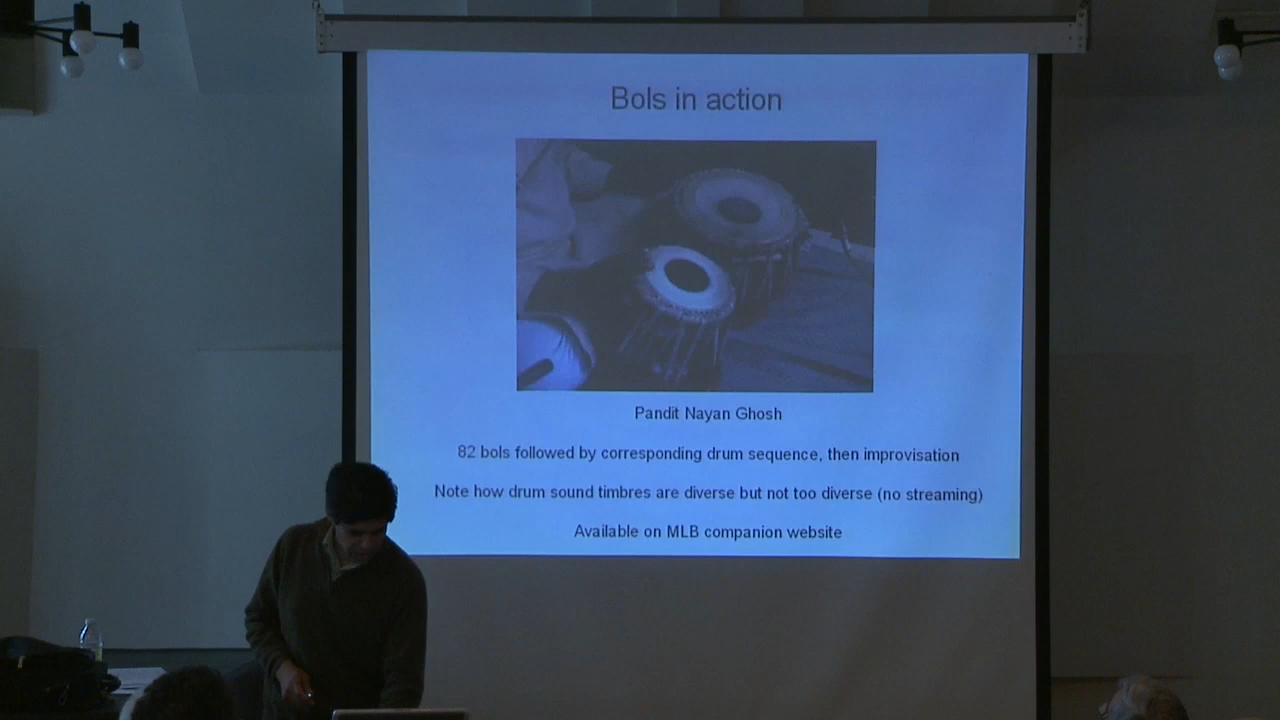 Bols in action
Pandit Nayan Ghosh
82 bols followed by corresponding drum sequence, then improvisation
Note how drum sound timbres are diverse but not too diverse (no streaming)
Available on MLB companion website